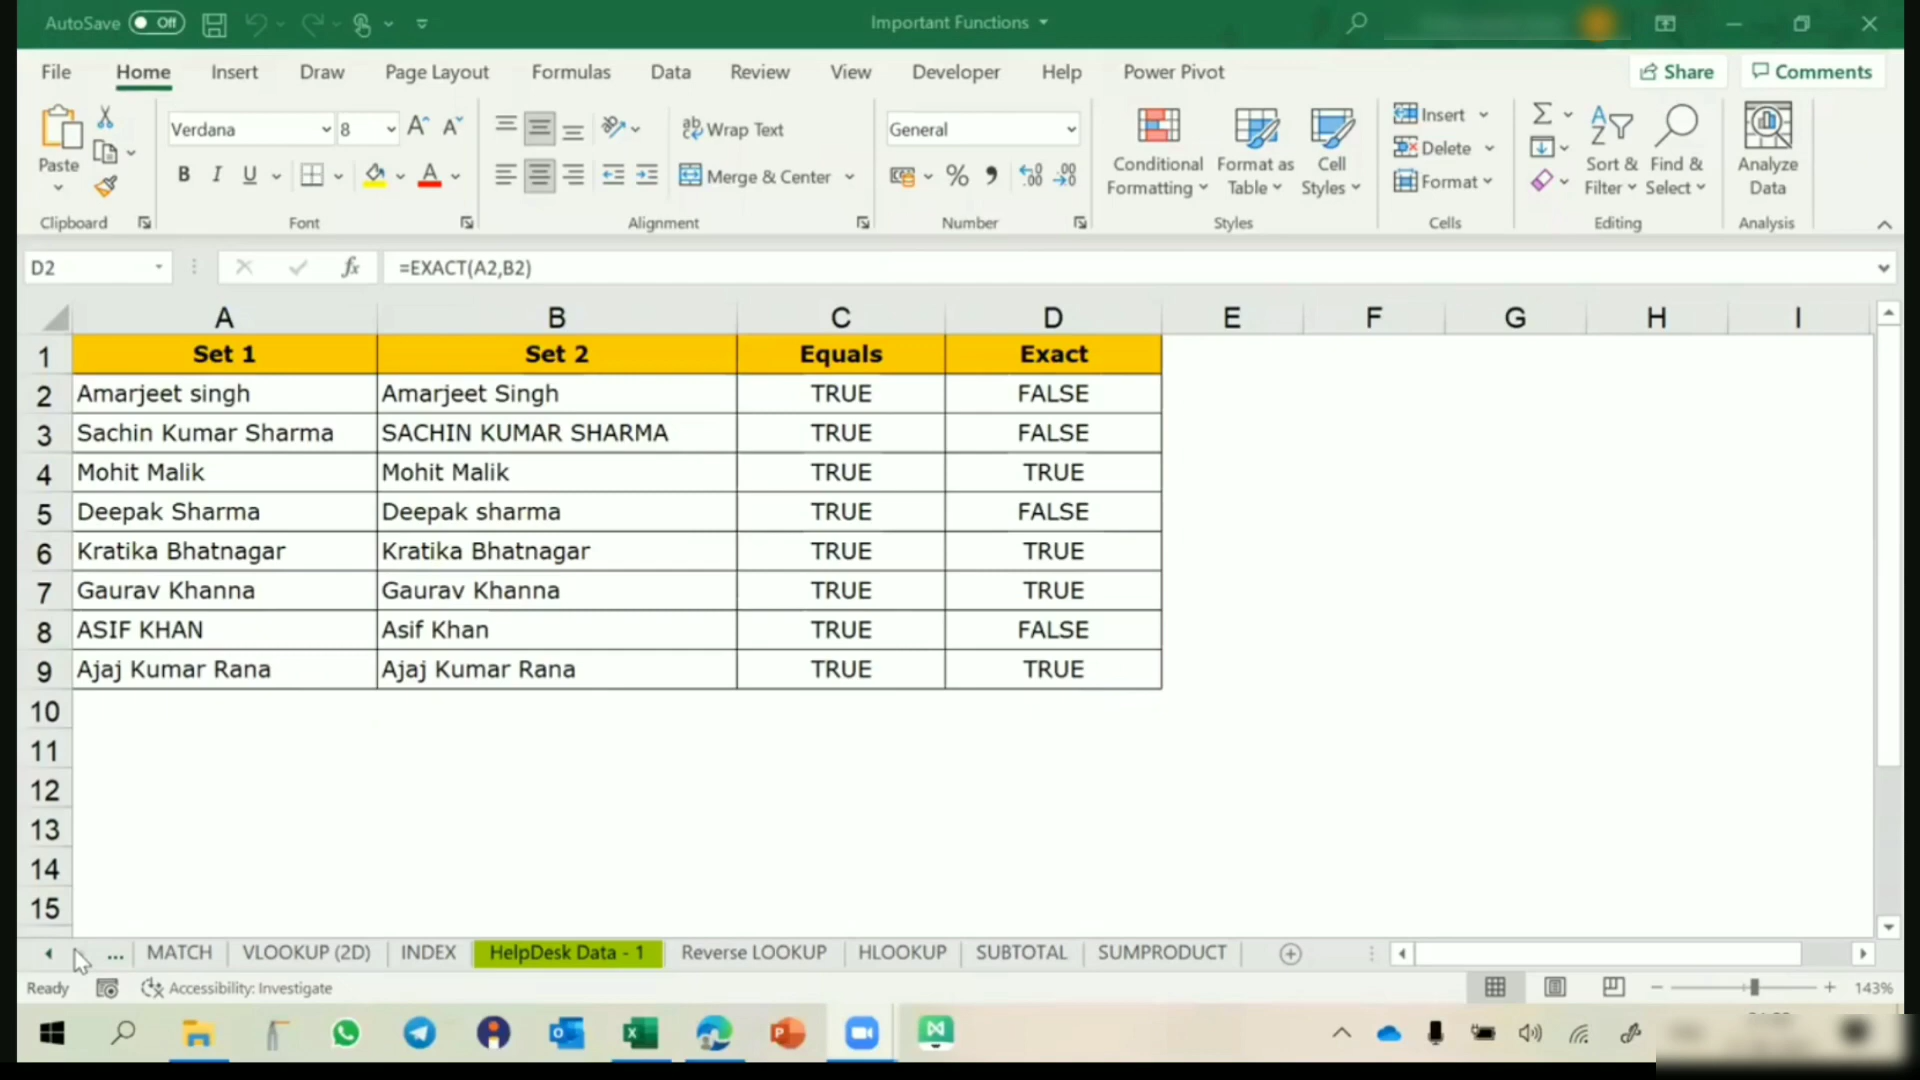 AutoSave Off Important Functions
File Home Insert Draw Page Layout Formulas Data Review View Developer Help Power Pivot Share Comments
Paste
Clipboard
Verdana 8
B I U
Font
Wrap Text
Merge & Center
Alignment
General
Number
Conditional Formatting
Format as Table
Cell Styles
Styles
Insert
Delete
Format
Cells
Sort & Filter
Find & Select
Editing
Analyze Data
Analysis
D2 fx =EXACT(A2,B2)
A B C D E F G H I
1 Set 1 Set 2 Equals Exact
2 Amarjeet singh Amarjeet Singh TRUE FALSE
3 Sachin Kumar Sharma SACHIN KUMAR SHARMA TRUE FALSE
4 Mohit Malik Mohit Malik TRUE TRUE
5 Deepak Sharma Deepak sharma TRUE FALSE
6 Kratika Bhatnagar Kratika Bhatnagar TRUE TRUE
7 Gaurav Khanna Gaurav Khanna TRUE TRUE
8 ASIF KHAN Asif Khan TRUE FALSE
9 Ajaj Kumar Rana Ajaj Kumar Rana TRUE TRUE
10
11
12
13
14
15
... MATCH VLOOKUP (2D) INDEX HelpDesk Data - 1 Reverse LOOKUP HLOOKUP SUBTOTAL SUMPRODUCT
Ready Accessibility: Investigate 143%